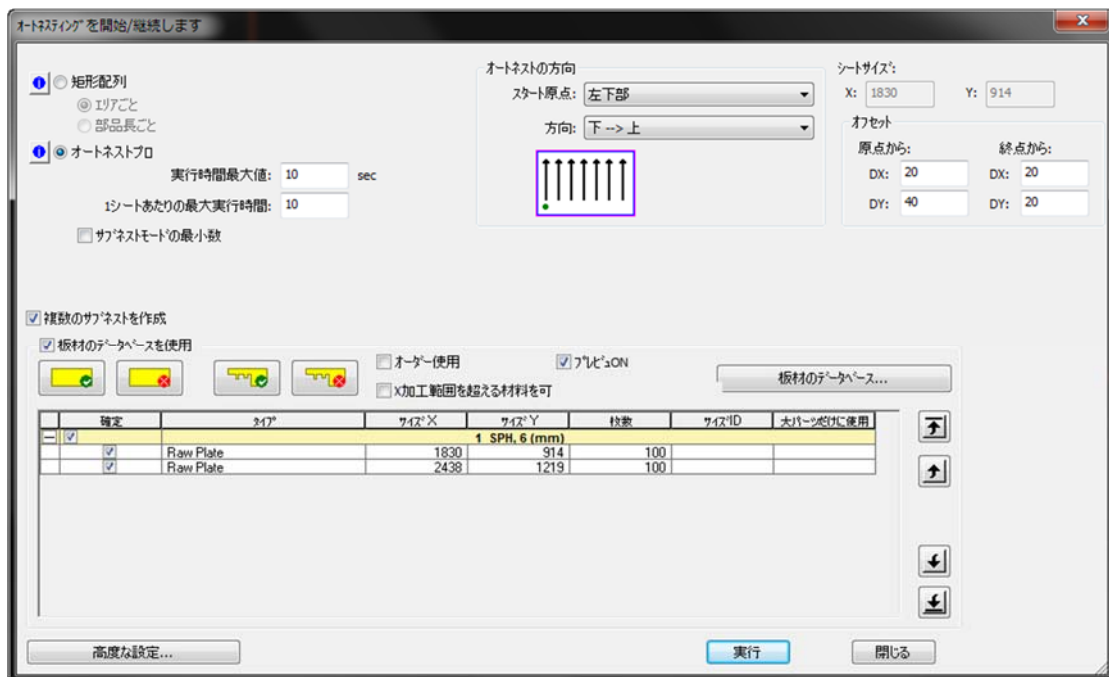 ｵｰﾄﾈｽﾃｨﾝｸﾞを開始/継続します
矩形配列
ｴﾘｱごと
部品長ごと
オートネストプロ
実行時間最大値: 10 sec
1シートあたりの最大実行時間: 10
ｻﾌﾞﾈｽﾄﾓｰﾄﾞの最小数
オートネストの方向
スタート原点: 左下部
方向: 下 --> 上
シートサイズ:
X: 1830 Y: 914
オフセット
原点から: 終点から:
DX: 20 DX: 20
DY: 40 DY: 20
複数のｻﾌﾞﾈｽﾄを作成
板材のﾃﾞｰﾀﾍﾞｰｽを使用
オーダー使用 ﾌﾟﾚﾋﾞｭON
X加工範囲を超える材料を可
板材のﾃﾞｰﾀﾍﾞｰｽ...
確定 ﾀｲﾌﾟ ｻｲｽﾞX ｻｲｽﾞY 枚数 ｻｲｽﾞID 大パーツだけに使用
1 SPH, 6 (mm)
Raw Plate 1830 914 100
Raw Plate 2438 1219 100
高度な設定... 実行 閉じる